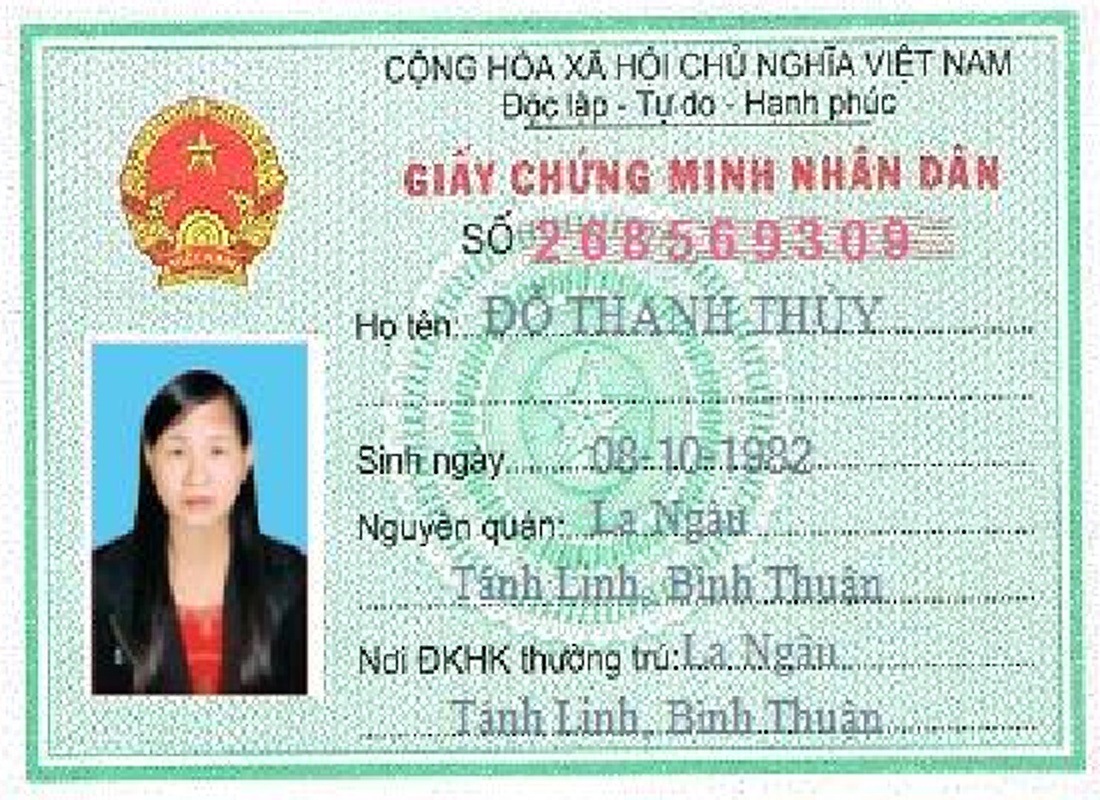 CỘNG HÒA XÃ HỘI CHỦ NGHĨA VIỆT NAM
Độc lập - Tự do - Hạnh phúc
GIẤY CHỨNG MINH NHÂN DÂN
SỐ 268569309
Họ tên: ĐỖ THANH THÙY
Sinh ngày 08-10-1982
Nguyên quán: La Ngâu
Tánh Linh, Bình Thuận
Nơi ĐKHK thường trú: La Ngâu
Tánh Linh, Bình Thuận